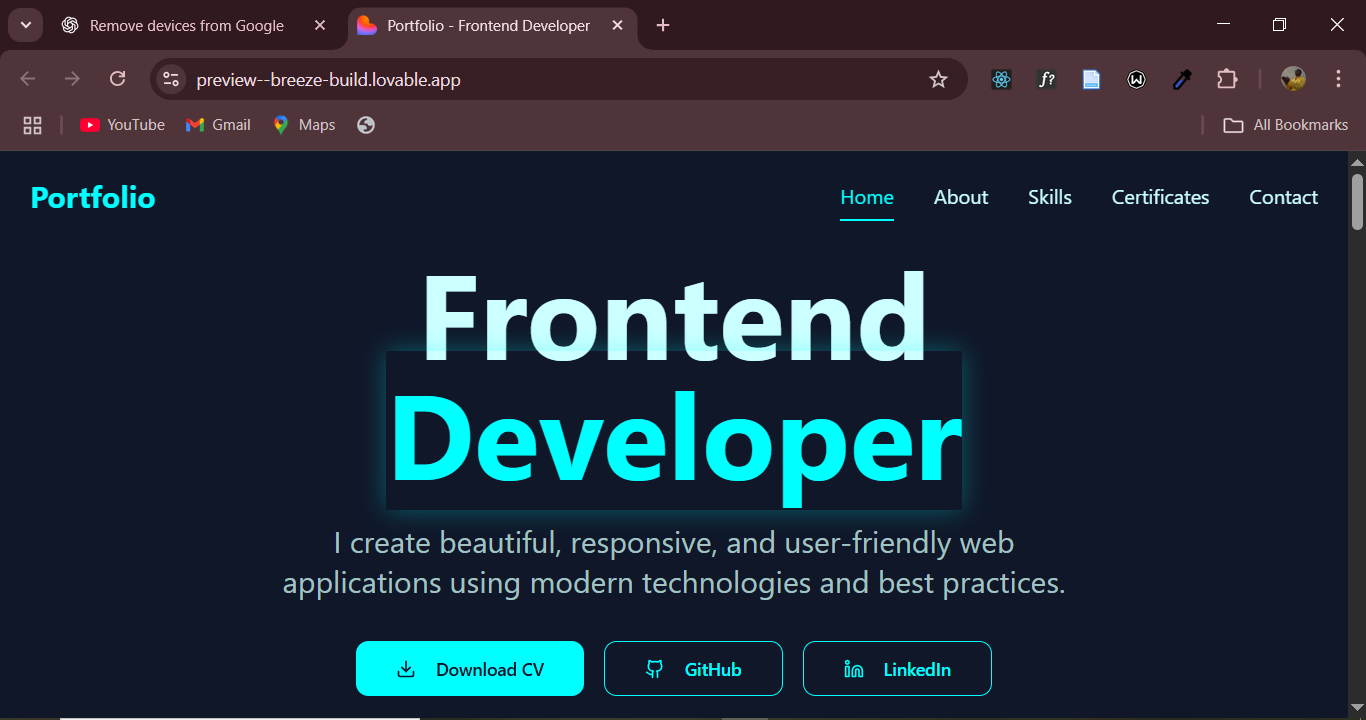 Remove devices from Google
Portfolio - Frontend Developer
preview--breeze-build.lovable.app
f?
W
YouTube
Gmail
Maps
All Bookmarks
Portfolio
Home
About
Skills
Certificates
Contact
Frontend
Developer
I create beautiful, responsive, and user-friendly web
applications using modern technologies and best practices.
Download CV
GitHub
LinkedIn